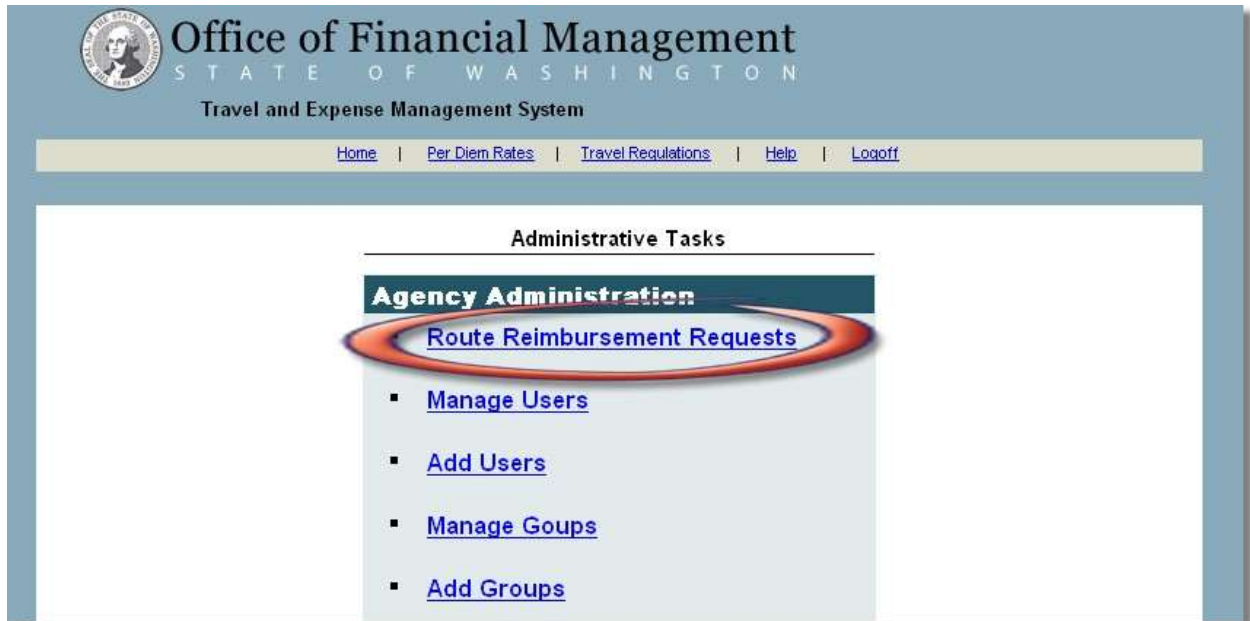 Office of Financial Management
STATE OF WASHINGTON
Travel and Expense Management System
Home | Per Diem Rates | Travel Regulations | Help | Logoff
Administrative Tasks
Agency Administration
Route Reimbursement Requests
▪ Manage Users
▪ Add Users
▪ Manage Goups
▪ Add Groups